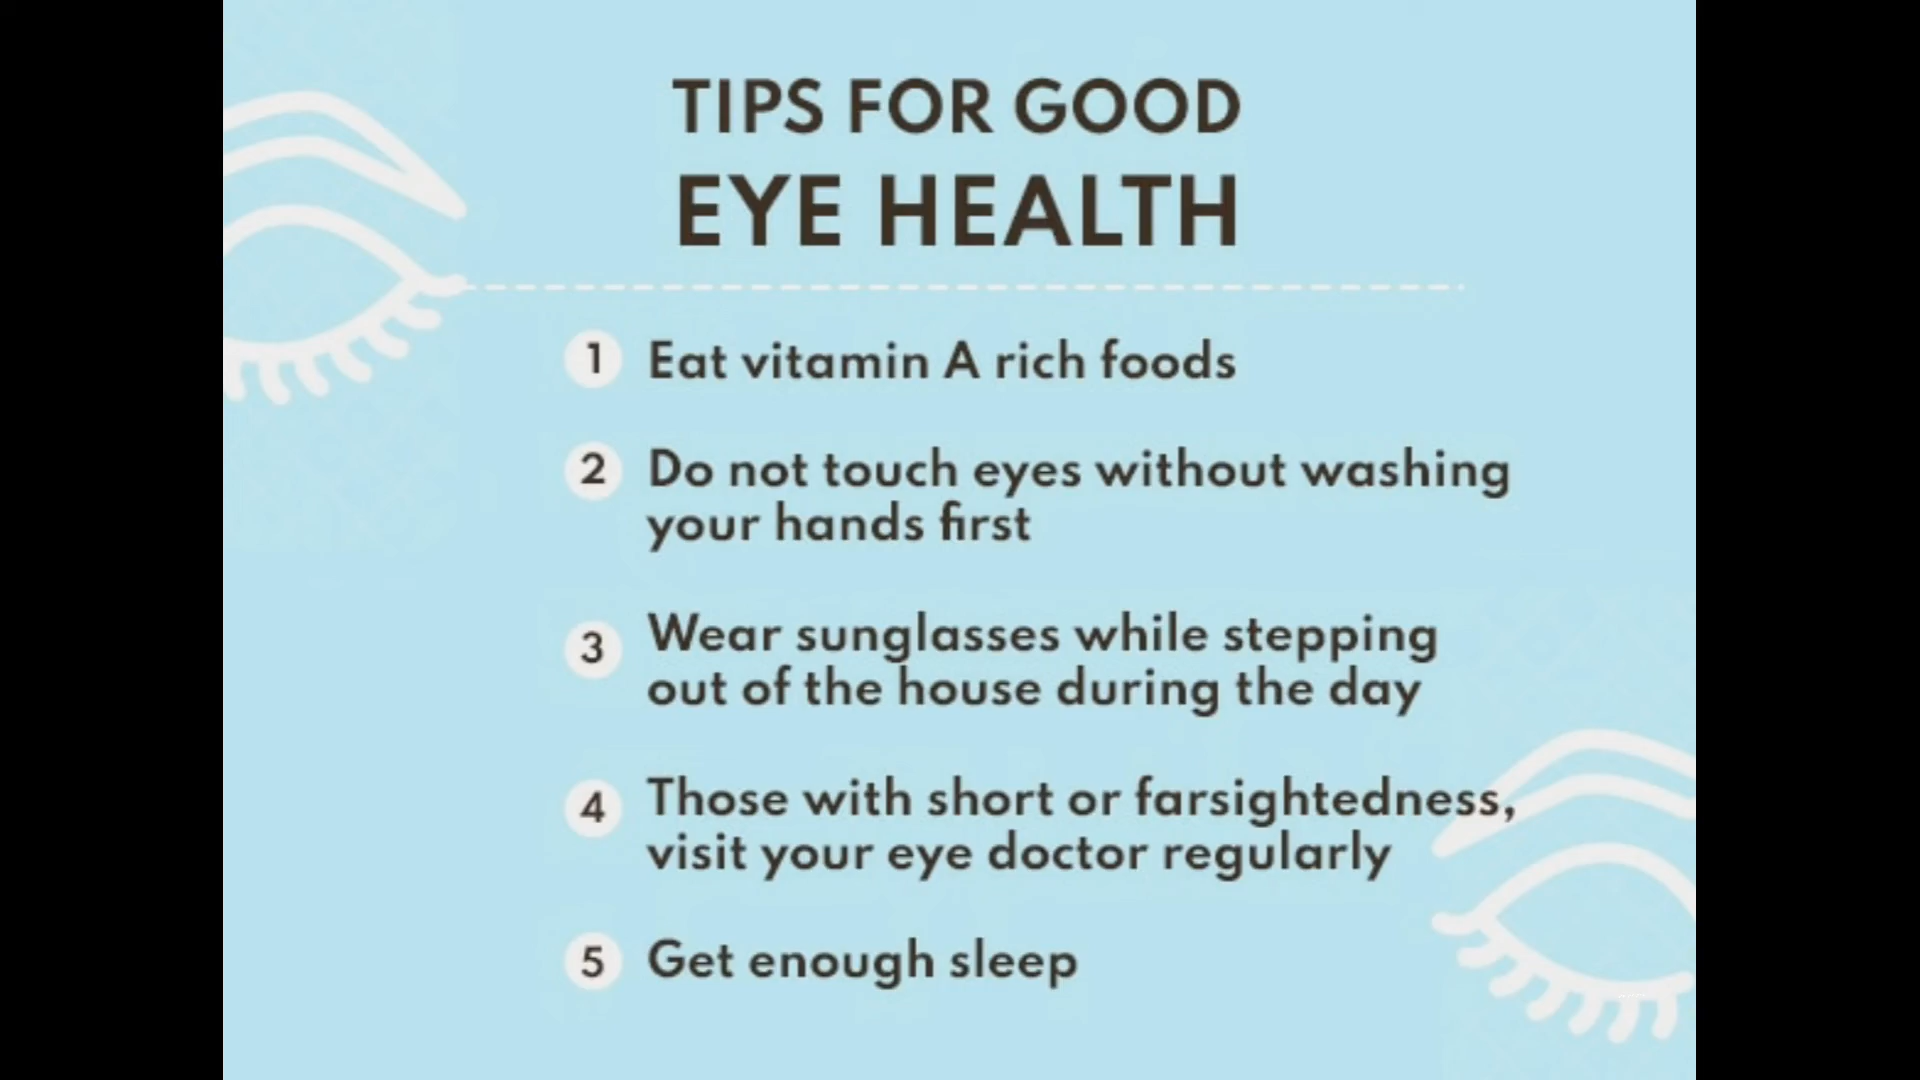 TIPS FOR GOOD
EYE HEALTH
1 Eat vitamin A rich foods
2 Do not touch eyes without washing
your hands first
3 Wear sunglasses while stepping
out of the house during the day
4 Those with short or farsightedness,
visit your eye doctor regularly
5 Get enough sleep